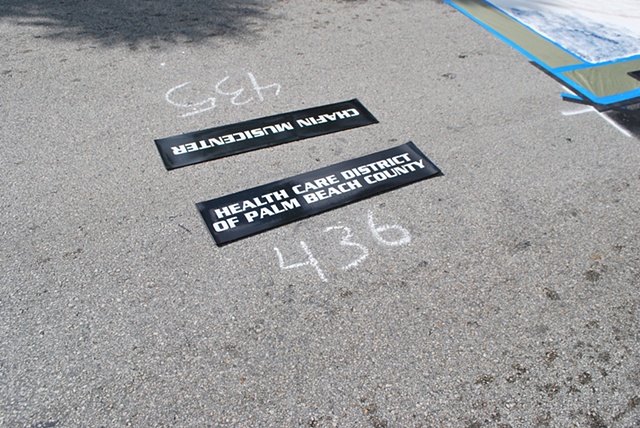 435
CHAFIN MUSICENTER
HEALTH CARE DISTRICT
OF PALM BEACH COUNTY
436